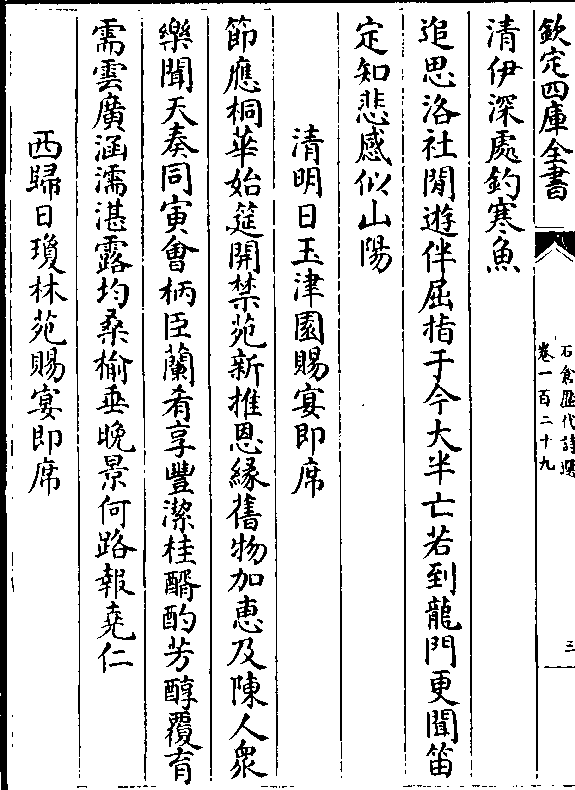 欽定四庫全書
石倉歷代詩選
卷一百二十九
三
清伊深處釣寒魚
追思洛社閒遊伴屈指于今大半亡若到龍門更聞笛
定知悲感似山陽
清明日玉津園賜宴即席
節應桐華始筵開禁苑新推恩緣舊物加惠及陳人衆
樂聞天奏同寅會柄臣蘭肴享豐潔桂醑酌芳醇覆育
需雲廣涵濡湛露均桑榆垂晚景何路報堯仁
西歸日瓊林苑賜宴即席